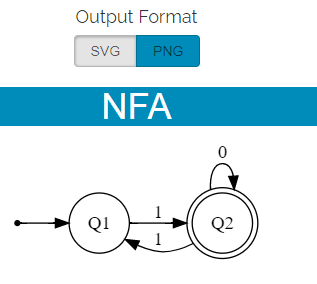 Output Format
SVG PNG
NFA
0
1
Q1 Q2
1